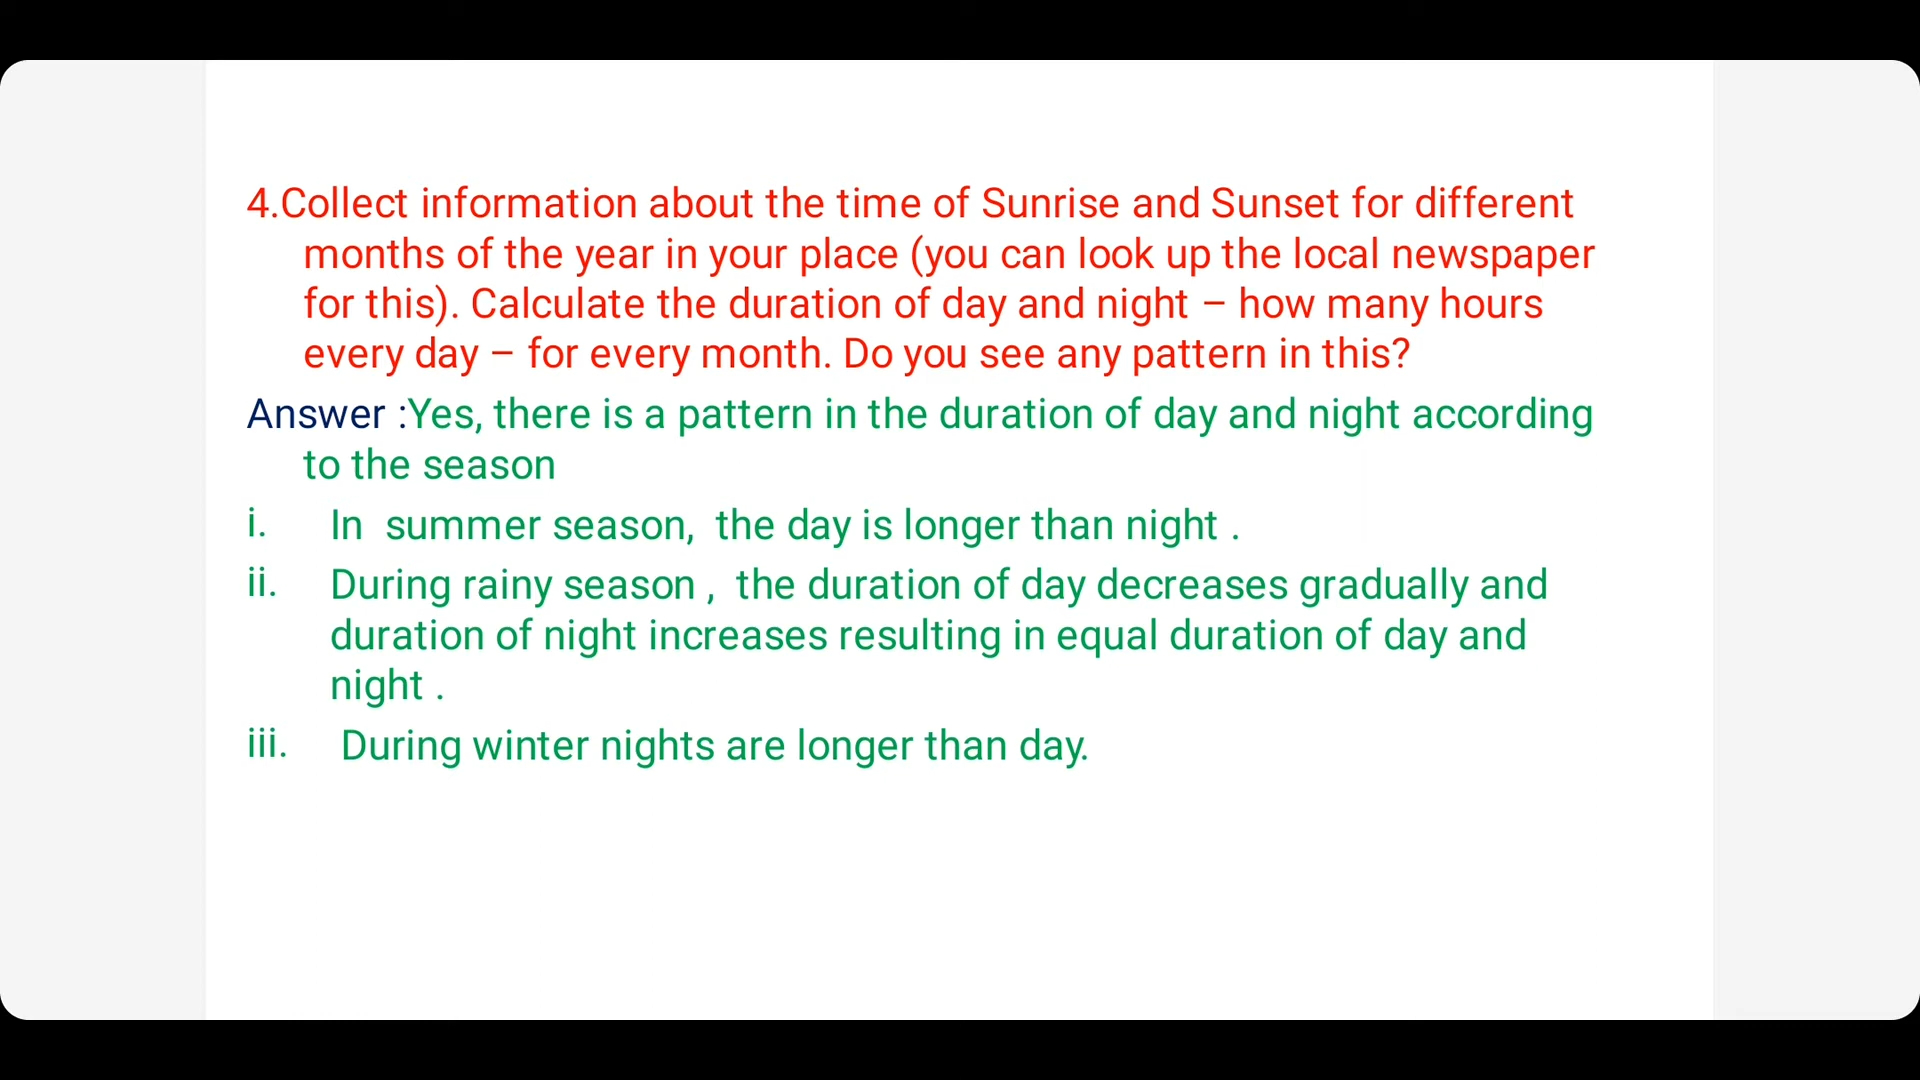 4.Collect information about the time of Sunrise and Sunset for different
months of the year in your place (you can look up the local newspaper
for this). Calculate the duration of day and night – how many hours
every day – for every month. Do you see any pattern in this?
Answer :Yes, there is a pattern in the duration of day and night according
to the season
i. In  summer season,  the day is longer than night .
ii. During rainy season ,  the duration of day decreases gradually and
duration of night increases resulting in equal duration of day and
night .
iii. During winter nights are longer than day.